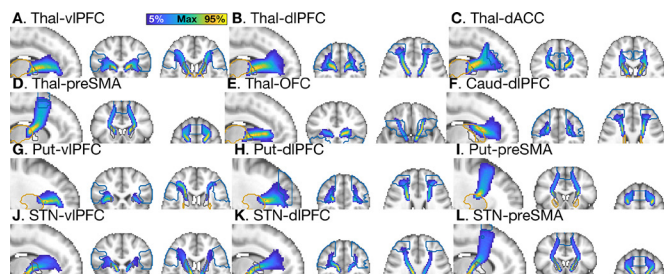 A. Thal-vlPFC
5% Max 95%
B. Thal-dlPFC
C. Thal-dACC
D. Thal-preSMA
E. Thal-OFC
F. Caud-dlPFC
G. Put-vlPFC
H. Put-dlPFC
I. Put-preSMA
J. STN-vlPFC
K. STN-dlPFC
L. STN-preSMA